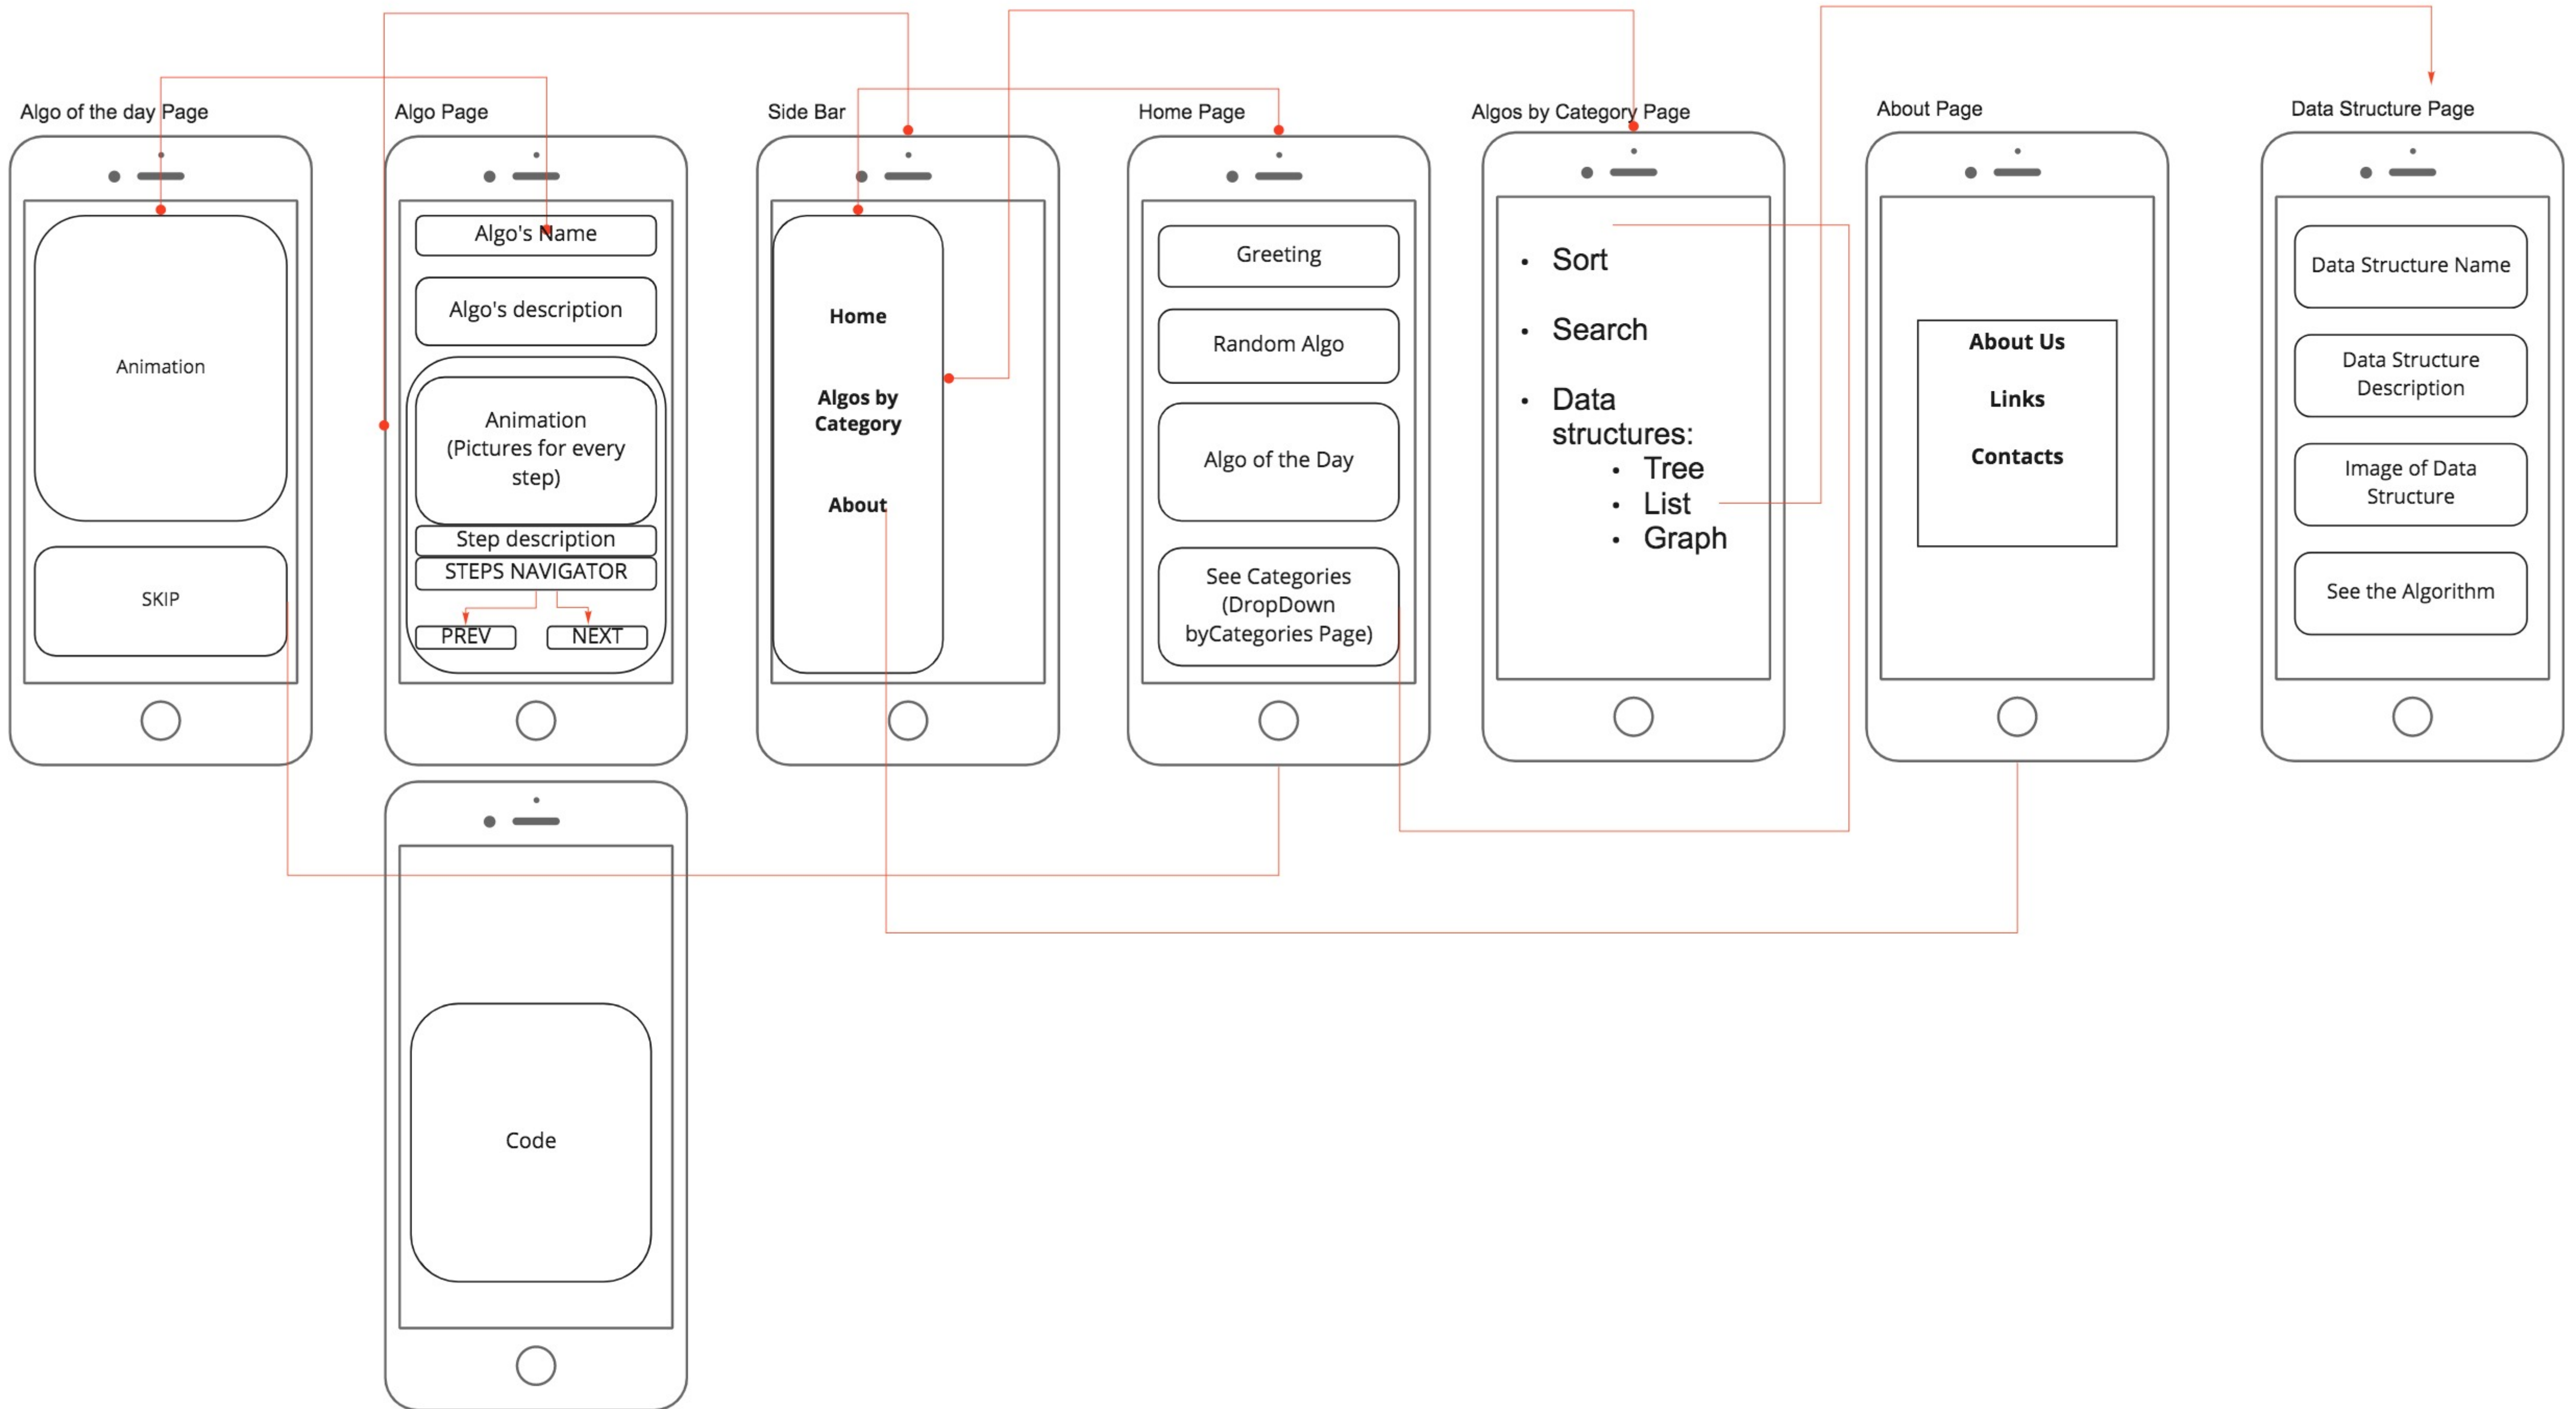 Algo of the day Page
Animation
SKIP
Algo Page
Algo's Name
Algo's description
Animation
(Pictures for every
step)
Step description
STEPS NAVIGATOR
PREV
NEXT
Code
Side Bar
Home
Algos by
Category
About
Home Page
Greeting
Random Algo
Algo of the Day
See Categories
(DropDown
byCategories Page)
Algos by Category Page
• Sort
• Search
• Data
structures:
• Tree
• List
• Graph
About Page
About Us
Links
Contacts
Data Structure Page
Data Structure Name
Data Structure
Description
Image of Data
Structure
See the Algorithm